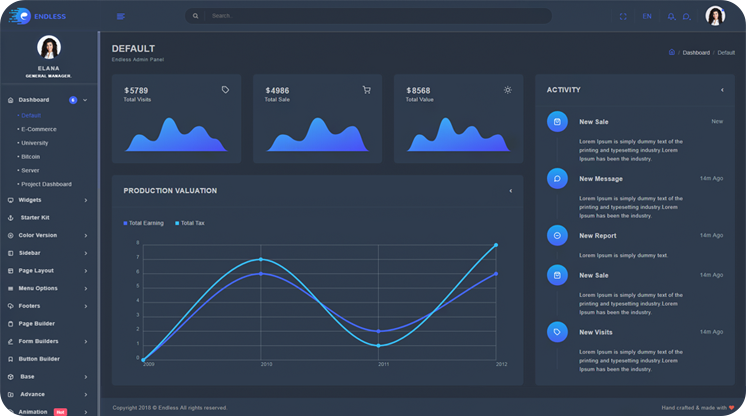 ENDLESS
Search
EN
ELANA
GENERAL MANAGER.
Dashboard 6
Default
E-Commerce
University
Bitcoin
Server
Project Dashboard
Widgets
Starter Kit
Color Version
Sidebar
Page Layout
Menu Options
Footers
Page Builder
Form Builders
Button Builder
Base
Advance
Animation Hot
DEFAULT
Endless Admin Panel
/ Dashboard / Default
$5789
Total Visits
$4986
Total Sale
$8568
Total Value
PRODUCTION VALUATION
Total Earning Total Tax
8
7
6
5
4
3
2
1
0
2009 2010 2011 2012
ACTIVITY
New Sale New
Lorem Ipsum is simply dummy text of the
printing and typesetting industry Lorem
Ipsum has been the industry.
New Message 14m Ago
Lorem Ipsum is simply dummy text of the
printing and typesetting industry Lorem
Ipsum has been the industry.
New Report 14m Ago
Lorem Ipsum is simply dummy text.
New Sale 14m Ago
Lorem Ipsum is simply dummy text of the
printing and typesetting industry Lorem
Ipsum has been the industry.
New Visits 14m Ago
Lorem Ipsum is simply dummy text of the
printing and typesetting industry Lorem
Ipsum has been the industry.
Copyright 2018 © Endless All rights reserved.
Hand crafted & made with